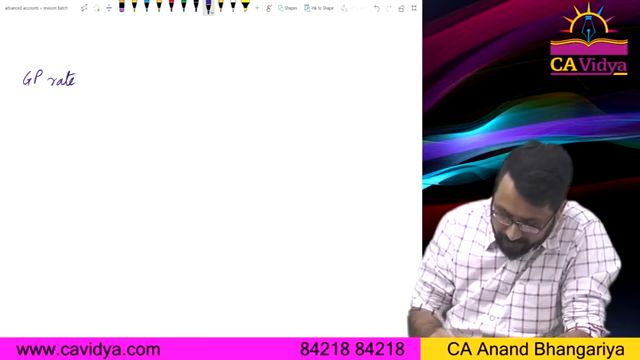 advanced accounts – mission batch
Shapes
Ink to Shape
GP rate
CA Vidya
www.cavidya.com
84218 84218
CA Anand Bhangariya